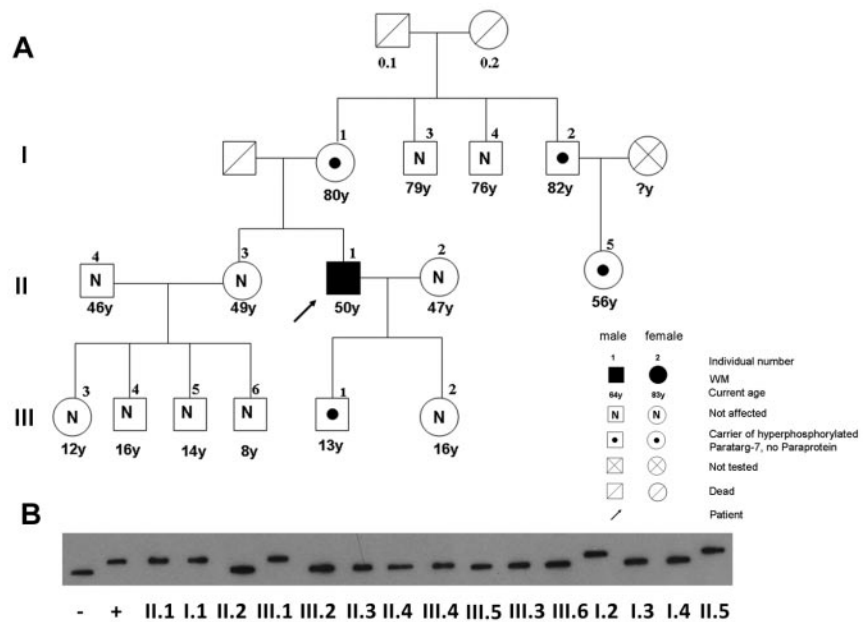 A
0.1 0.2
I
1 3 4 2
N N
80y 79y 76y 82y ?y
II
4 3 1 2 5
N N N
46y 49y 50y 47y 56y
III
3 4 5 6 1 2
N N N N N
12y 16y 14y 8y 13y 16y
male female
1 2 Individual number
WM
64y 83y Current age
N N Not affected
Carrier of hyperphosphorylated
Paratarg-7, no Paraprotein
Not tested
Dead
Patient
B
- + II.1 I.1 II.2 III.1 III.2 II.3 II.4 III.4 III.5 III.3 III.6 I.2 I.3 I.4 II.5